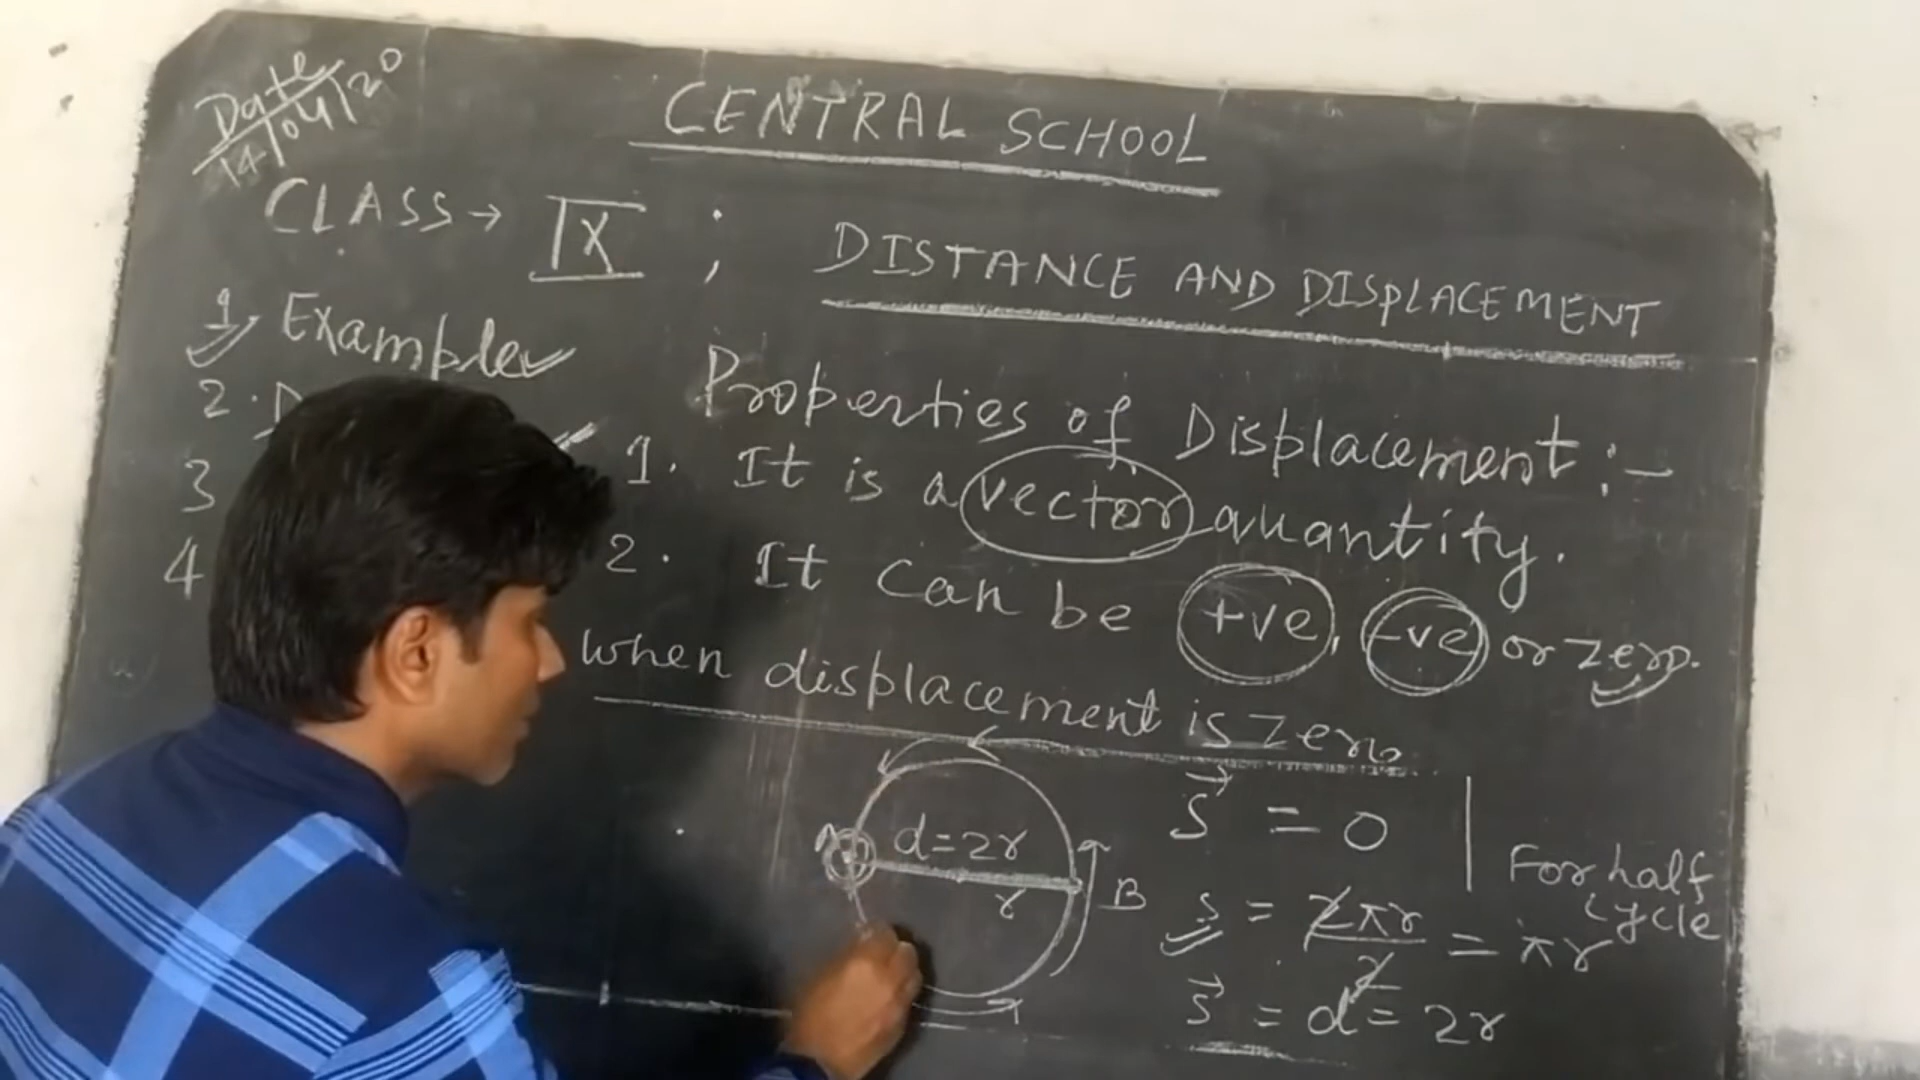 Date
14/04/20
CENTRAL SCHOOL
CLASS → IX ; DISTANCE AND DISPLACEMENT
1. Example
2.
3
4
Properties of Displacement :-
1. It is a vector quantity.
2. It can be +ve, -ve or zero.
when displacement is zero
A d=2r
r B
s⃗ = 0
For half cycle
s = 2πr/2 = πr
s⃗ = d = 2r